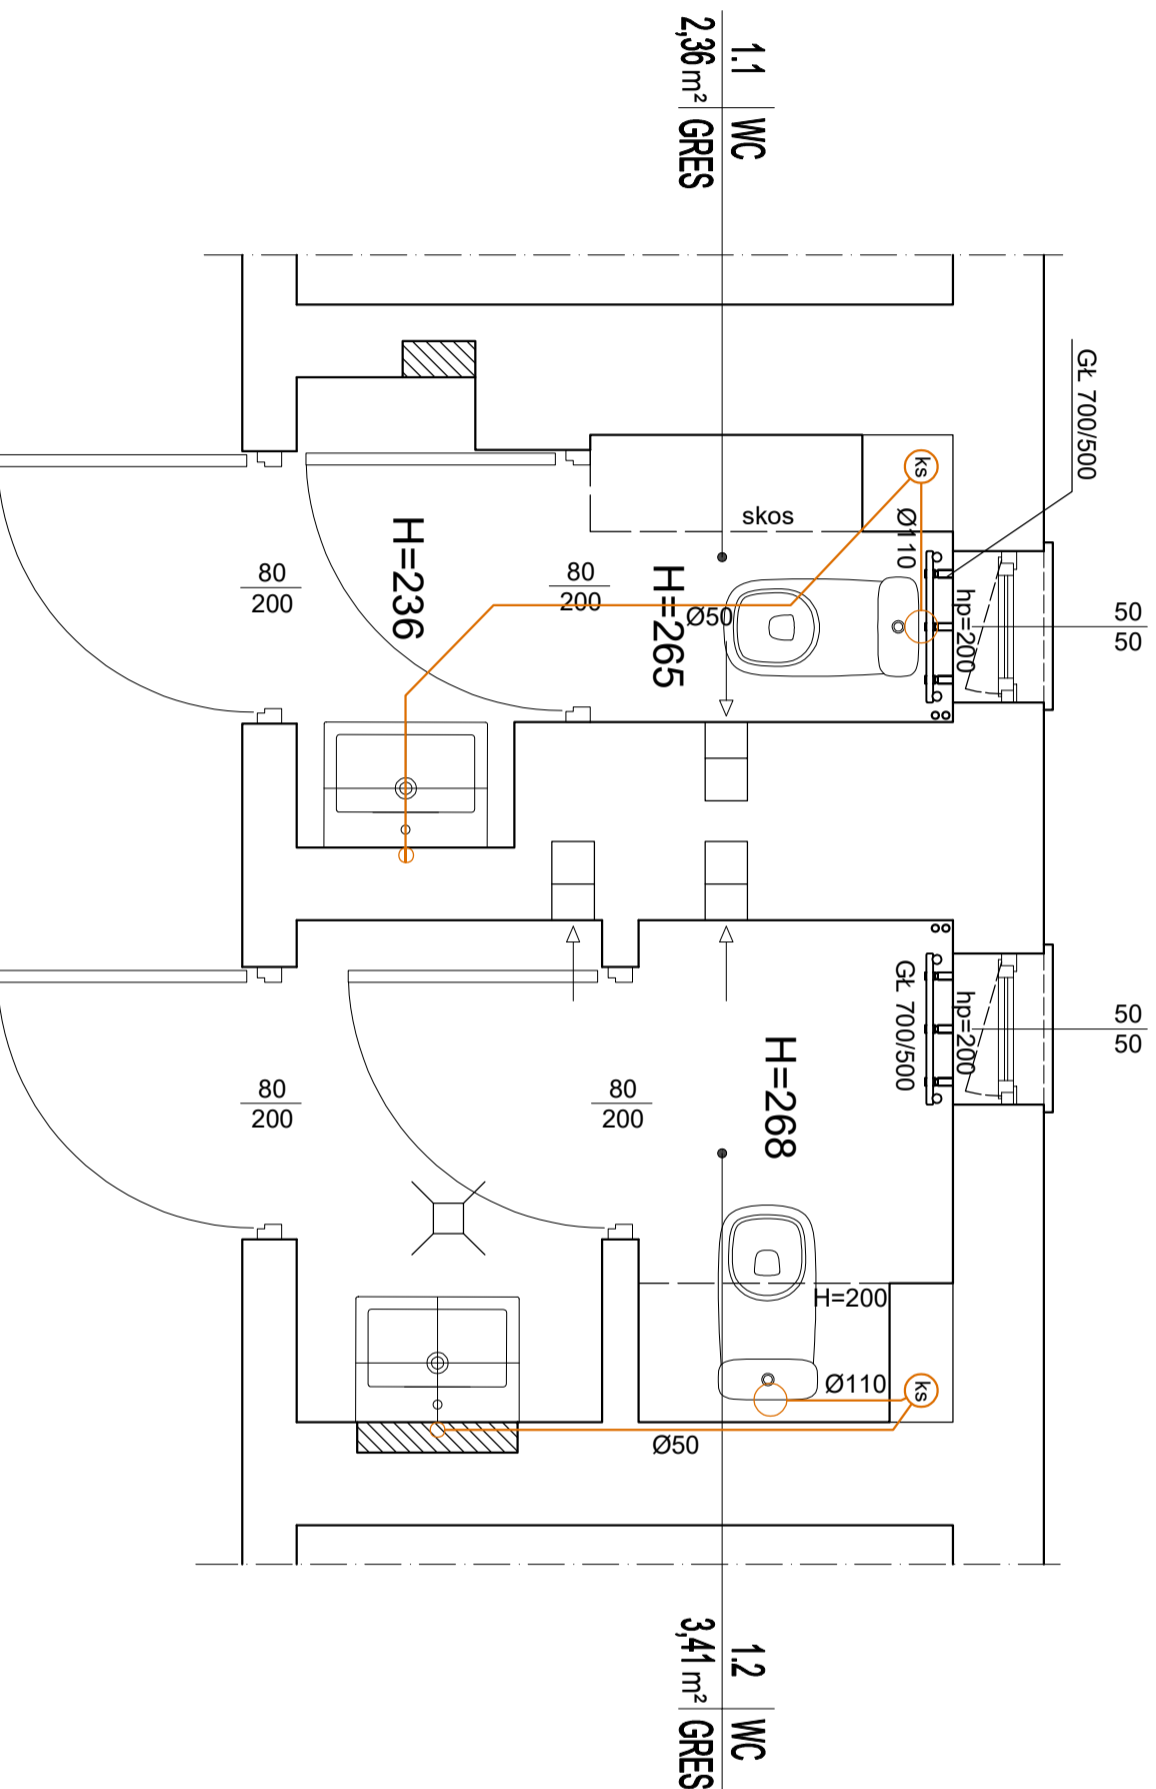 1.1 WC
2,36 m² GRES
GŁ 700/500
ks
Ø110
skos
50
50
hp=200
H=236
80
200
80
200
H=265
Ø50
GŁ 700/500
hp=200
50
50
H=268
80
200
80
200
H=200
Ø110
ks
Ø50
1.2 WC
3,41 m² GRES